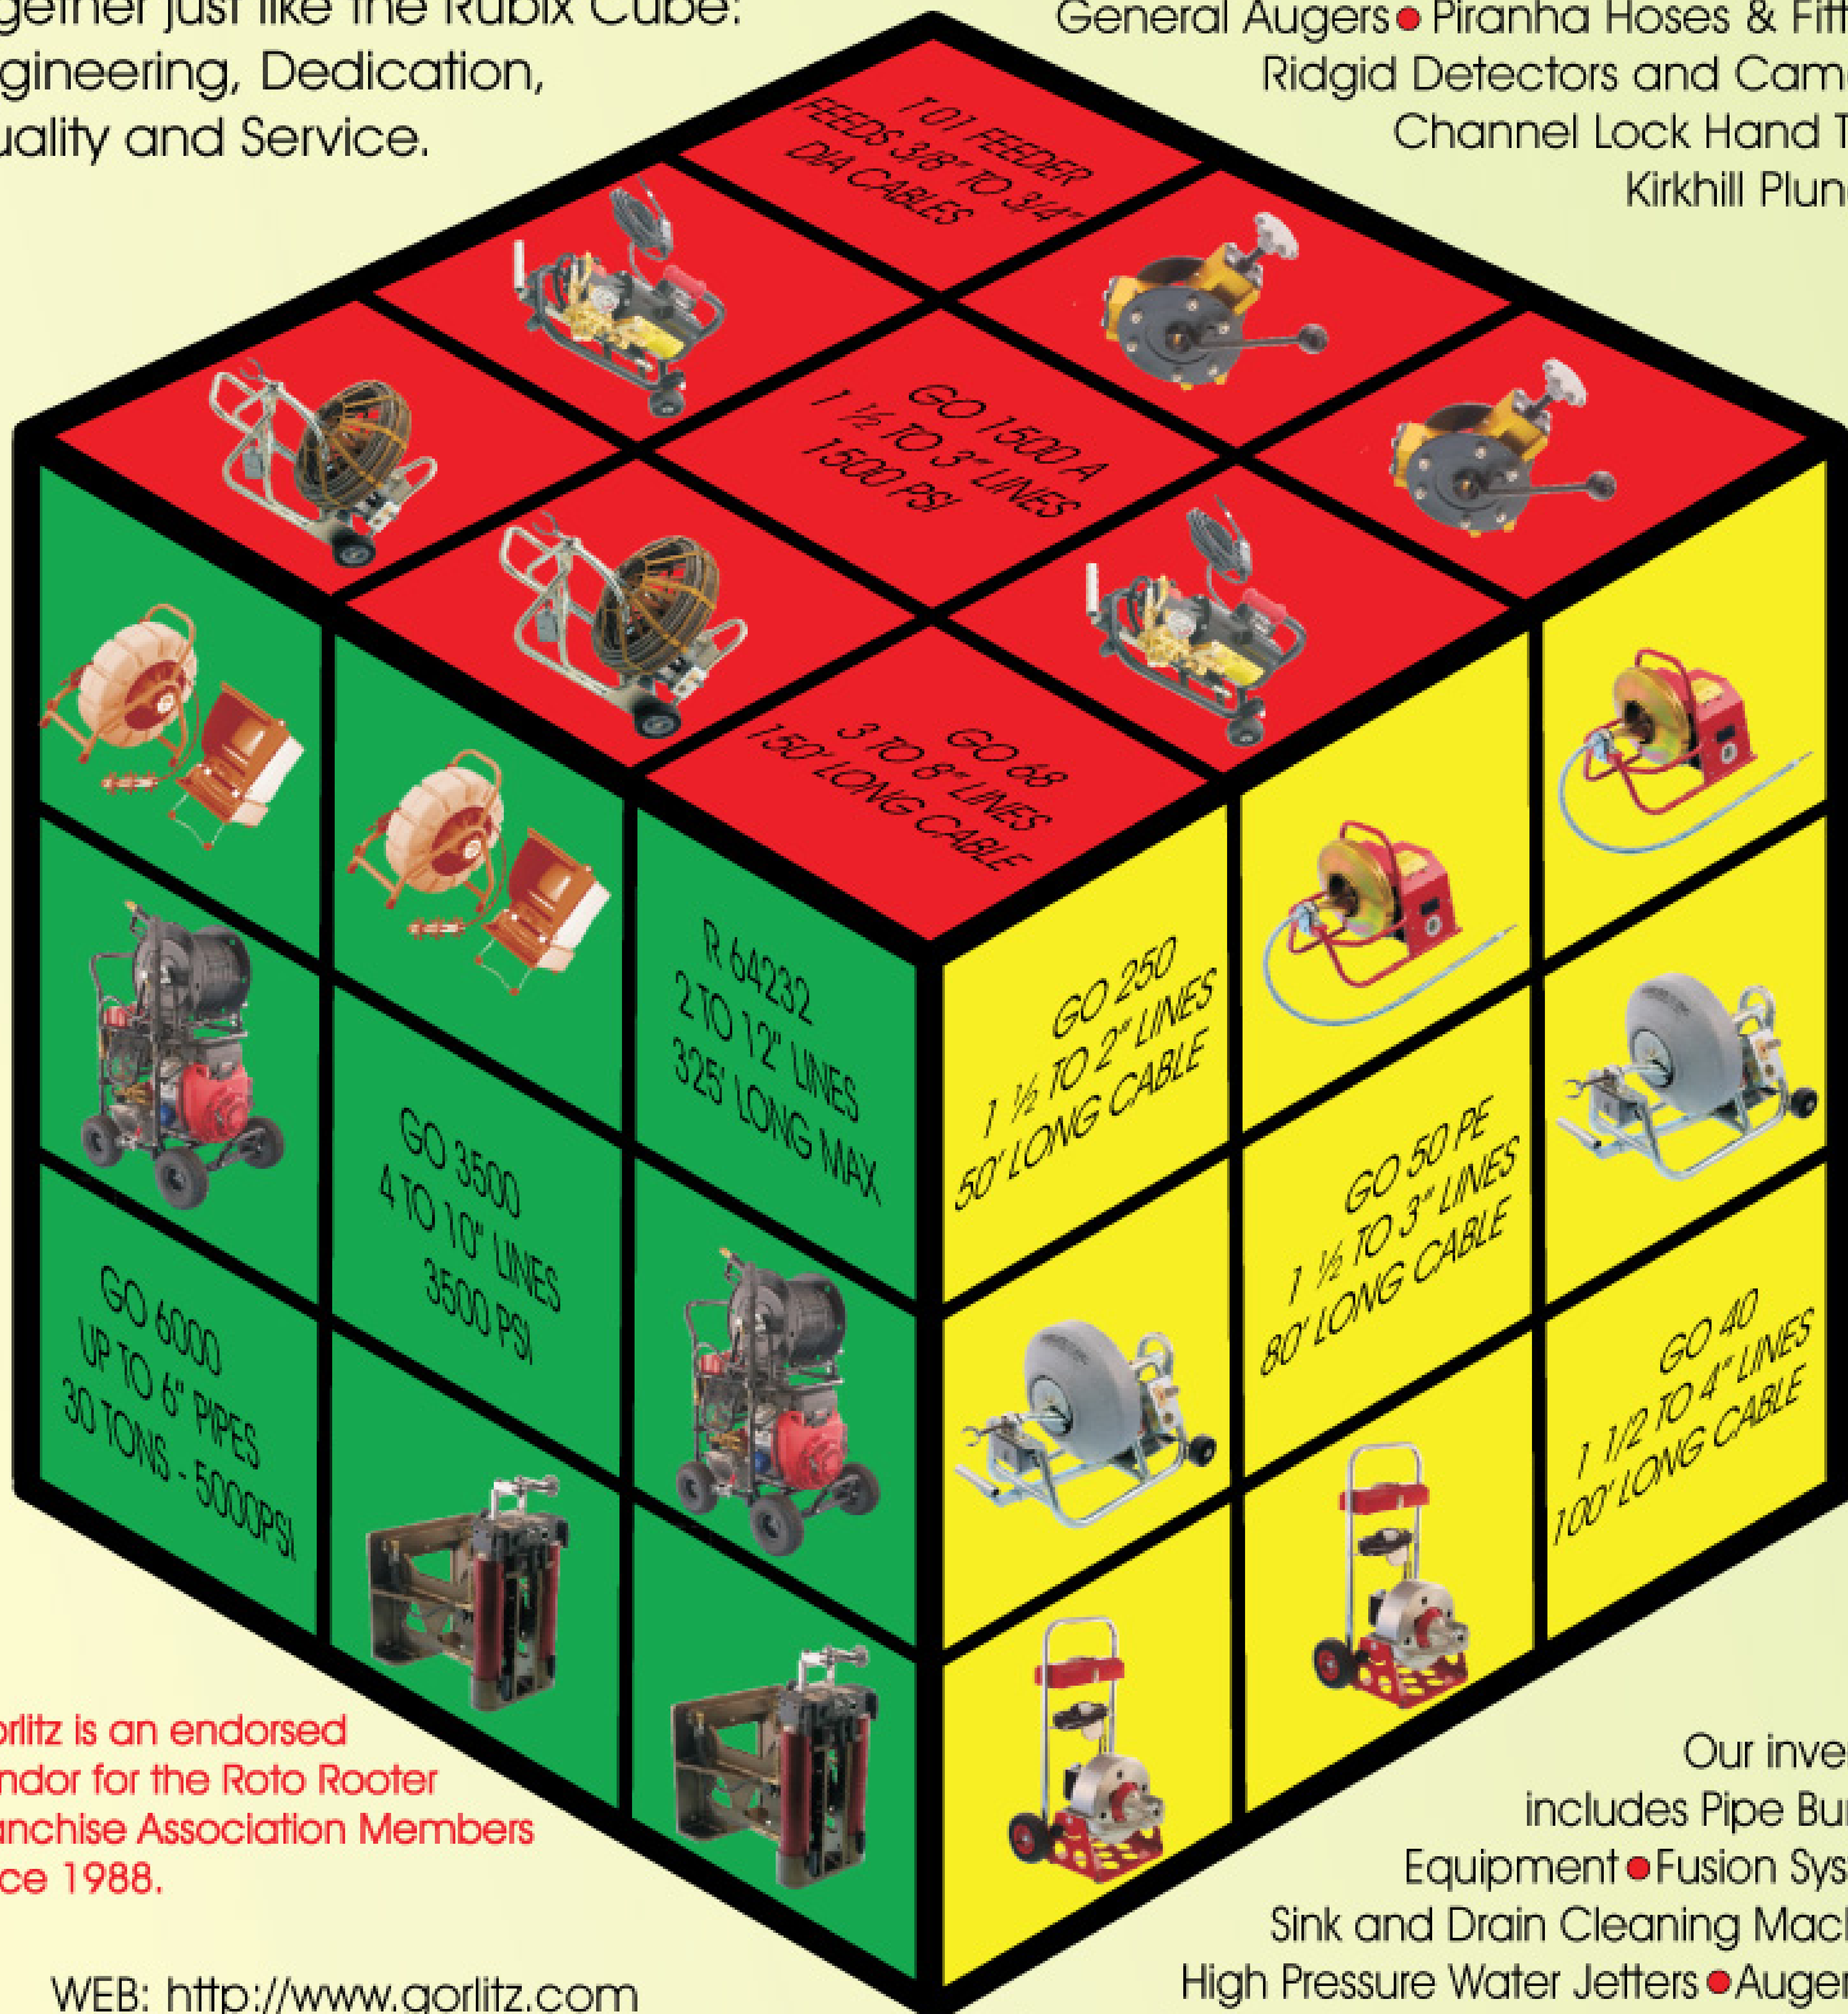 gether just like the Rubix Cube:
gineering, Dedication,
uality and Service.
General Augers ● Piranha Hoses & Fitt
Ridgid Detectors and Cam
Channel Lock Hand T
Kirkhill Plun
T 01 FEEDER
FEEDS 3/8" TO 3/4"
DIA CABLES
GO 1500 A
1 ½ TO 3" LINES
1500 PSI
GO 68
3 TO 8" LINES
150' LONG CABLE
R 64232
2 TO 12" LINES
325' LONG MAX
GO 3500
4 TO 10" LINES
3500 PSI
GO 6000
UP TO 6" PIPES
30 TONS - 5000PSI
GO 250
1 ½ TO 2" LINES
50' LONG CABLE
GO 50 PE
1 ½ TO 3" LINES
80' LONG CABLE
GO 40
1 1/2 TO 4" LINES
100' LONG CABLE
orlitz is an endorsed
ndor for the Roto Rooter
anchise Association Members
ce 1988.
WEB: http://www.gorlitz.com
Our inve
includes Pipe Bu
Equipment ● Fusion Sys
Sink and Drain Cleaning Mac
High Pressure Water Jetters ● Auger